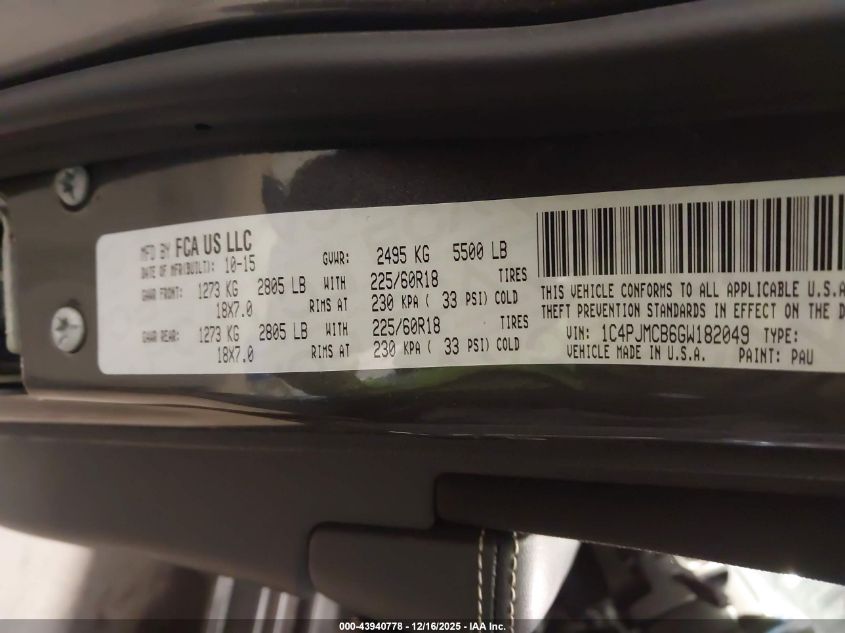 MFD BY FCA US LLC
DATE OF MFR(BUILT): 10-15
GVWR: 2495 KG 5500 LB
GAWR FRONT: 1273 KG 2805 LB WITH 225/60R18 TIRES
18X7.0 RIMS AT 230 KPA ( 33 PSI) COLD
GAWR REAR: 1273 KG 2805 LB WITH 225/60R18 TIRES
18X7.0 RIMS AT 230 KPA ( 33 PSI) COLD
THIS VEHICLE CONFORMS TO ALL APPLICABLE U.S.A
THEFT PREVENTION STANDARDS IN EFFECT ON THE D
VIN: 1C4PJMCB6GW182049 TYPE:
VEHICLE MADE IN U.S.A. PAINT: PAU
000-43940778 - 12/16/2025 - IAA Inc.